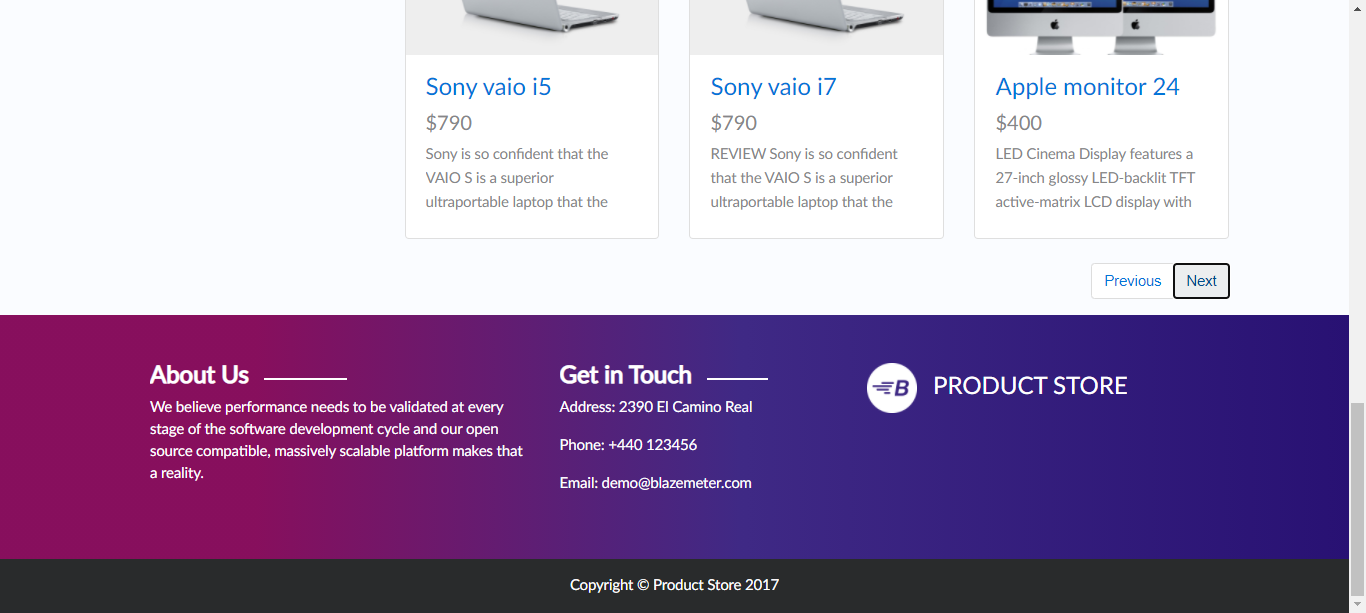 Sony vaio i5
$790
Sony is so confident that the
VAIO S is a superior
ultraportable laptop that the
Sony vaio i7
$790
REVIEW Sony is so confident
that the VAIO S is a superior
ultraportable laptop that the
Apple monitor 24
$400
LED Cinema Display features a
27-inch glossy LED-backlit TFT
active-matrix LCD display with
Previous
Next
About Us
We believe performance needs to be validated at every
stage of the software development cycle and our open
source compatible, massively scalable platform makes that
a reality.
Get in Touch
Address: 2390 El Camino Real
Phone: +440 123456
Email: demo@blazemeter.com
B
PRODUCT STORE
Copyright © Product Store 2017